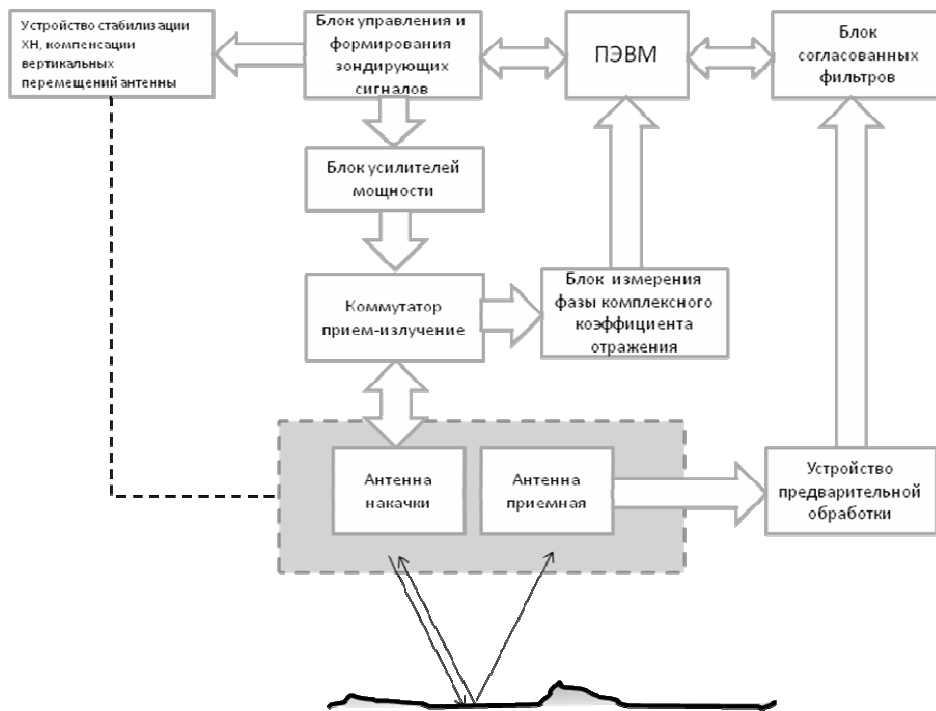 Устройство стабилизации
ХН, компенсации
вертикальных
перемещений антенны
Блок управления и
формирования
зондирующих
сигналов
ПЭВМ
Блок
согласованных
фильтров
Блок усилителей
мощности
Коммутатор
прием-излучение
Блок измерения
фазы комплексного
коэффициента
отражения
Антенна
накачки
Антенна
приемная
Устройство
предварительной
обработки